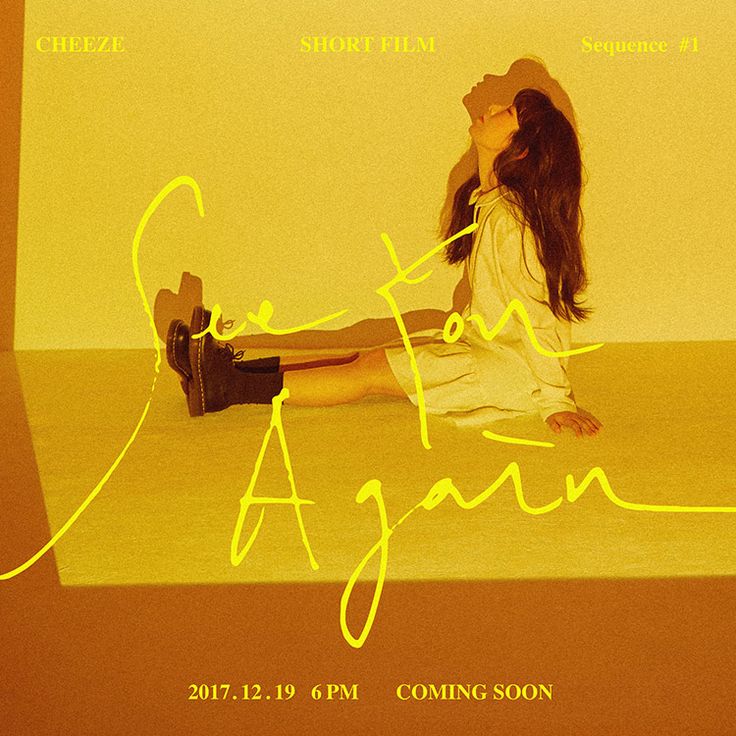 CHEEZE SHORT FILM Sequence #1
See You
Again
2017.12.19 6 PM COMING SOON